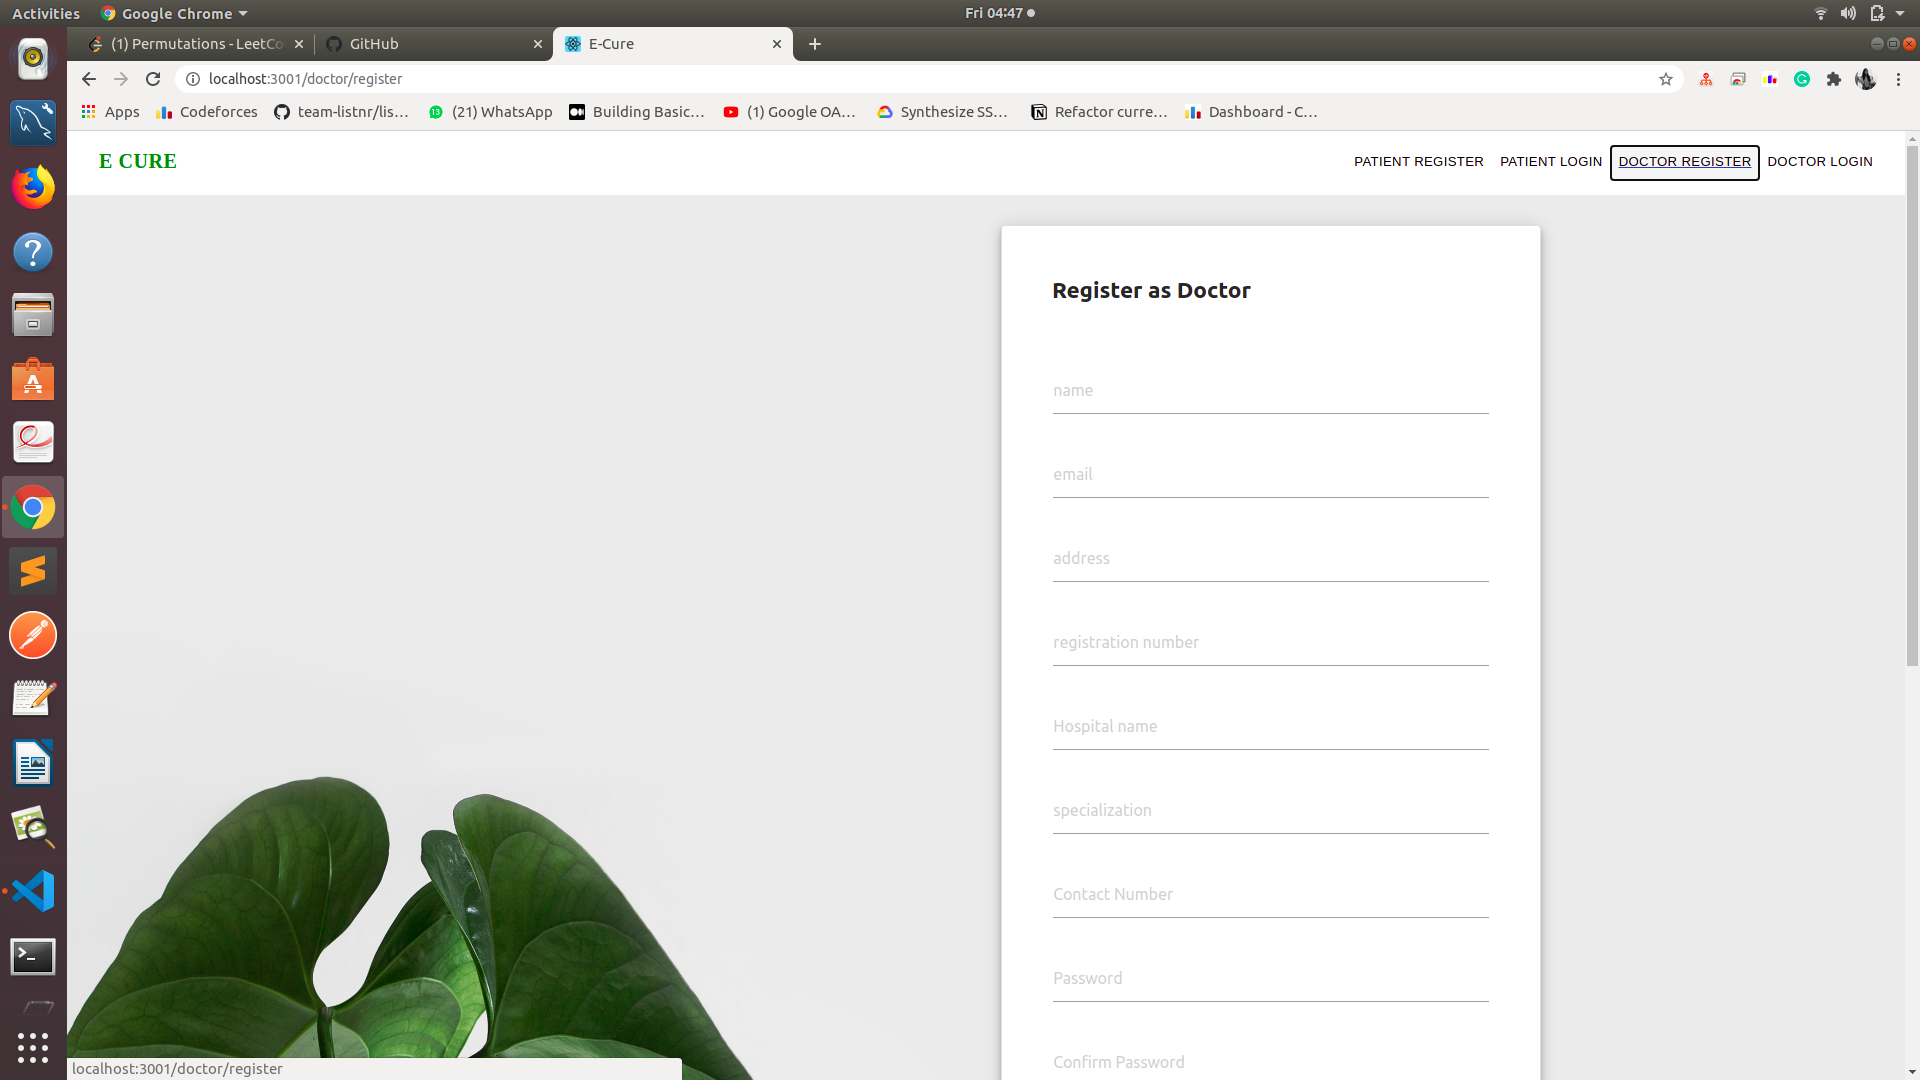 Activities
Google Chrome
Fri 04:47
(1) Permutations - LeetCo
GitHub
E-Cure
localhost:3001/doctor/register
Apps
Codeforces
team-listnr/lis…
13
(21) WhatsApp
Building Basic…
(1) Google OA…
Synthesize SS…
Refactor curre…
Dashboard - C…
E CURE
PATIENT REGISTER
PATIENT LOGIN
DOCTOR REGISTER
DOCTOR LOGIN
Register as Doctor
name
email
address
registration number
Hospital name
specialization
Contact Number
Password
Confirm Password
localhost:3001/doctor/register